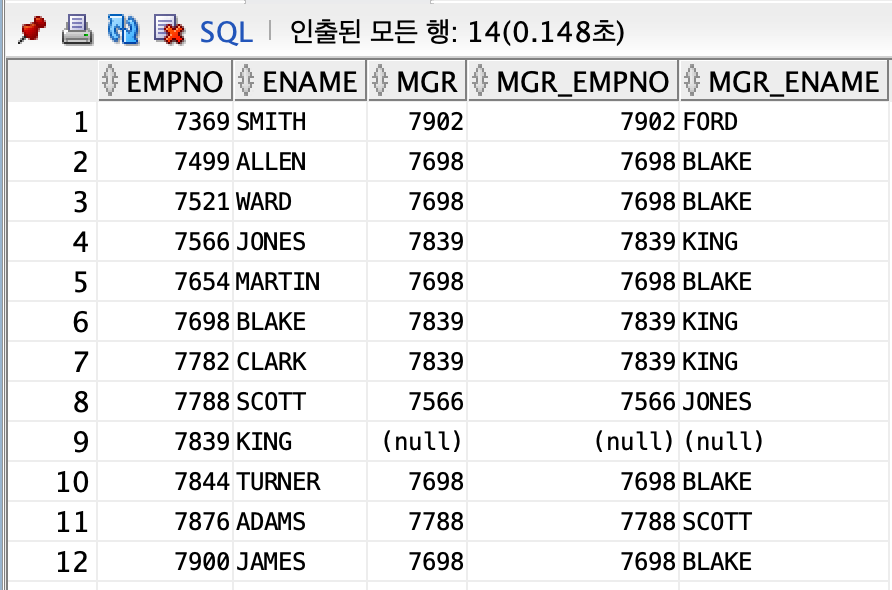 SQL | 인출된 모든 행: 14(0.148초)
EMPNO ENAME MGR MGR_EMPNO MGR_ENAME
1 7369 SMITH 7902 7902 FORD
2 7499 ALLEN 7698 7698 BLAKE
3 7521 WARD 7698 7698 BLAKE
4 7566 JONES 7839 7839 KING
5 7654 MARTIN 7698 7698 BLAKE
6 7698 BLAKE 7839 7839 KING
7 7782 CLARK 7839 7839 KING
8 7788 SCOTT 7566 7566 JONES
9 7839 KING (null) (null) (null)
10 7844 TURNER 7698 7698 BLAKE
11 7876 ADAMS 7788 7788 SCOTT
12 7900 JAMES 7698 7698 BLAKE